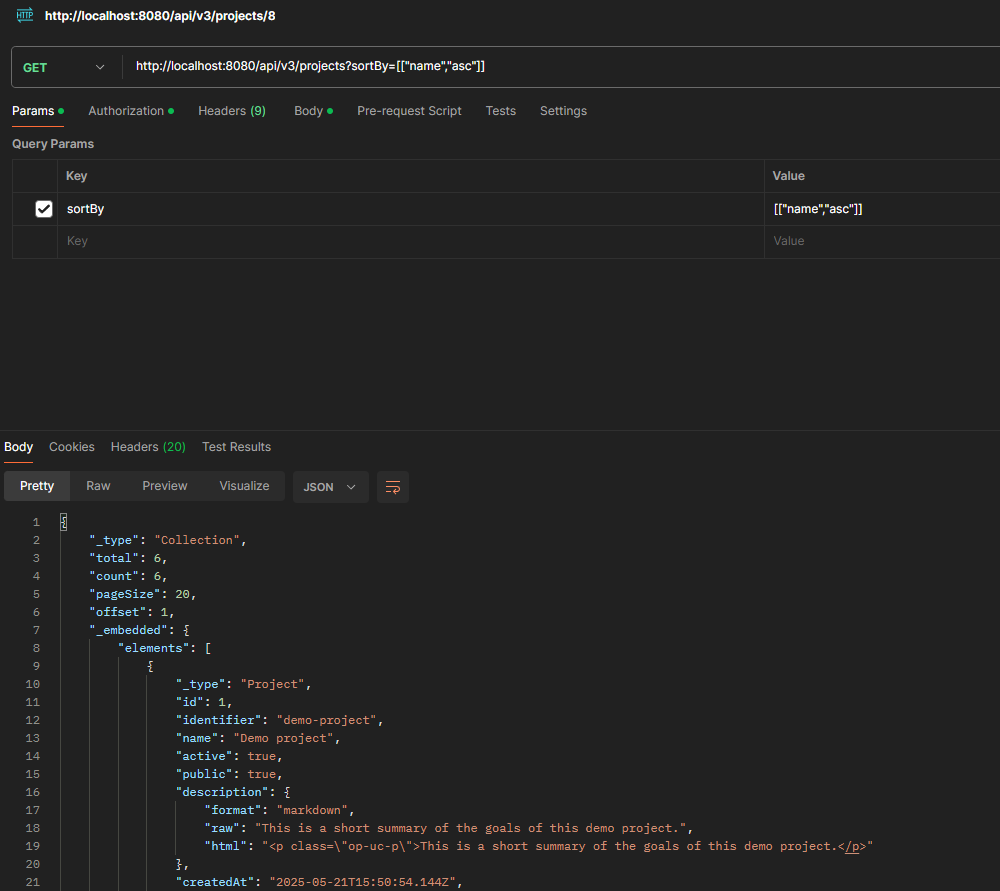 HTTP http://localhost:8080/api/v3/projects/8
GET http://localhost:8080/api/v3/projects?sortBy=[["name","asc"]]
Params Authorization Headers (9) Body Pre-request Script Tests Settings
Query Params
Key Value
sortBy [["name","asc"]]
Key Value
Body Cookies Headers (20) Test Results
Pretty Raw Preview Visualize JSON
1 {
2 "_type": "Collection",
3 "total": 6,
4 "count": 6,
5 "pageSize": 20,
6 "offset": 1,
7 "_embedded": {
8 "elements": [
9 {
10 "_type": "Project",
11 "id": 1,
12 "identifier": "demo-project",
13 "name": "Demo project",
14 "active": true,
15 "public": true,
16 "description": {
17 "format": "markdown",
18 "raw": "This is a short summary of the goals of this demo project.",
19 "html": "<p class=\"op-uc-p\">This is a short summary of the goals of this demo project.</p>"
20 },
21 "createdAt": "2025-05-21T15:50:54.144Z",